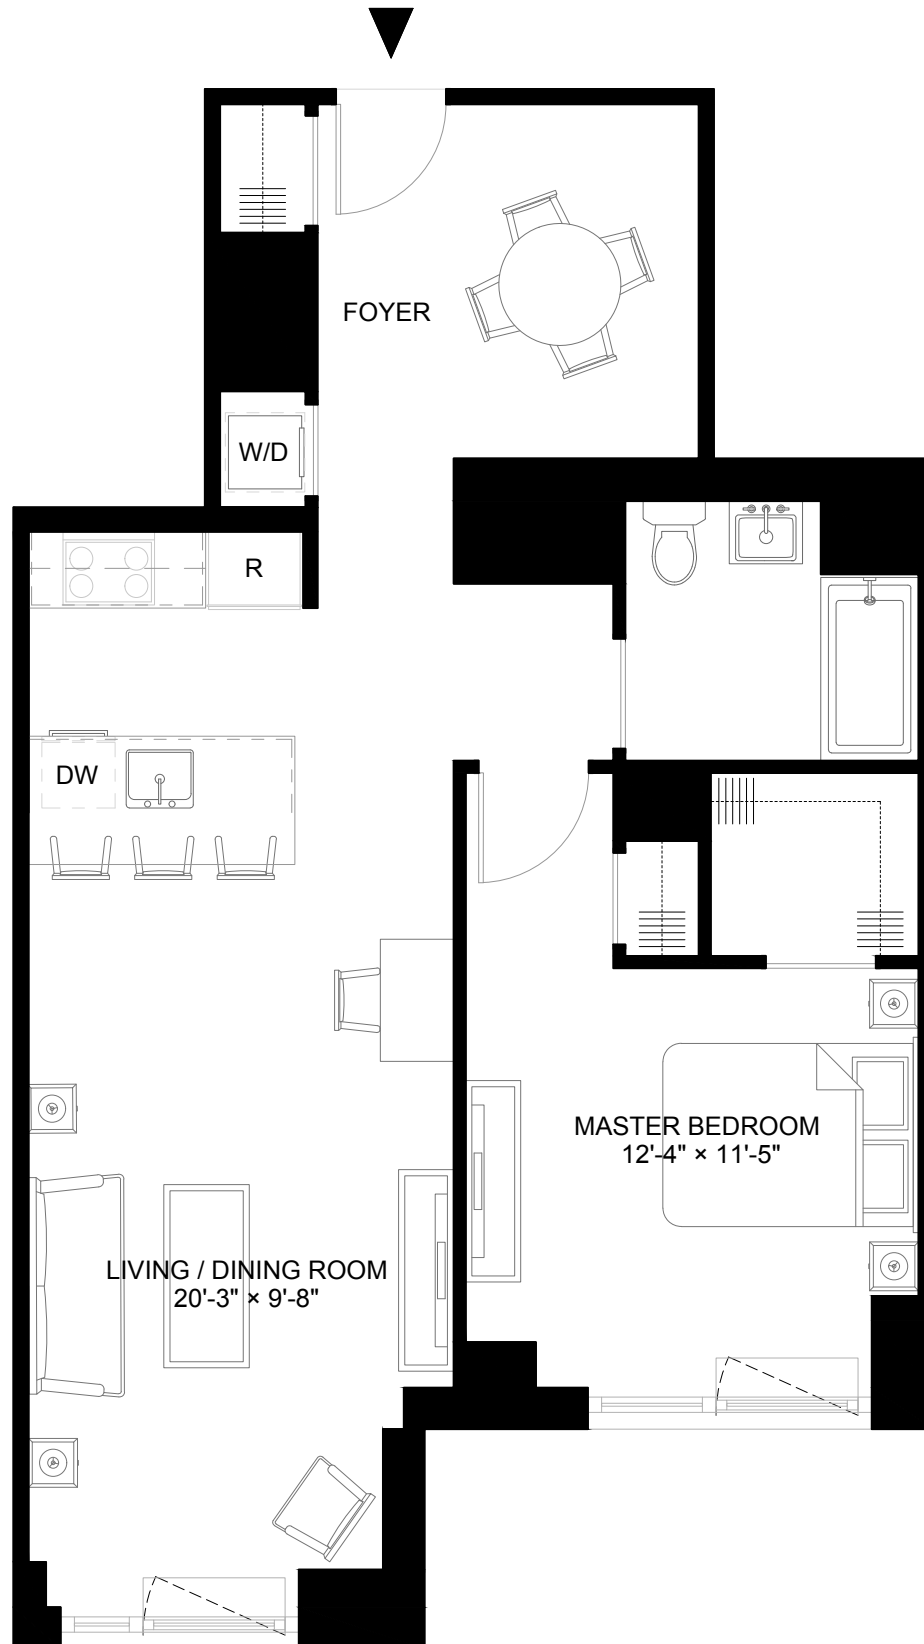 FOYER
W/D
R
DW
MASTER BEDROOM
12'-4" × 11'-5"
LIVING / DINING ROOM
20'-3" × 9'-8"